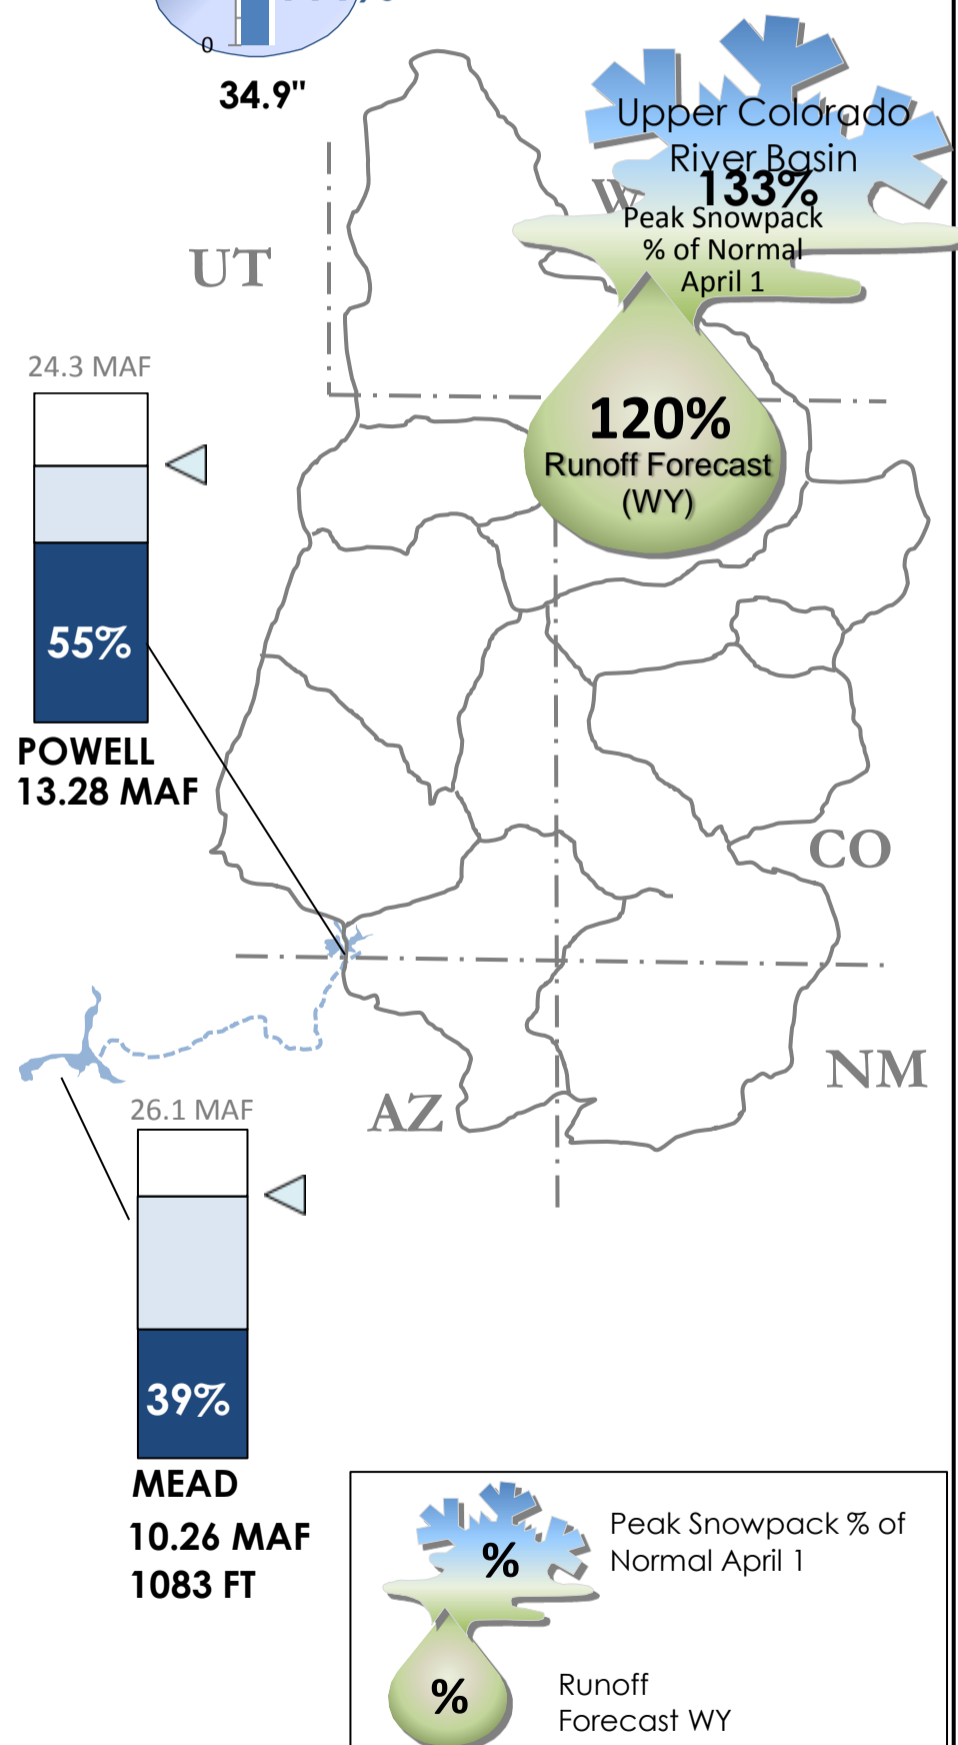 0
34.9"
Upper Colorado
River Basin
133%
Peak Snowpack
% of Normal
April 1
UT
24.3 MAF
120%
Runoff Forecast
(WY)
55%
POWELL
13.28 MAF
CO
NM
AZ
26.1 MAF
39%
MEAD
10.26 MAF
1083 FT
%
Peak Snowpack % of
Normal April 1
%
Runoff
Forecast WY